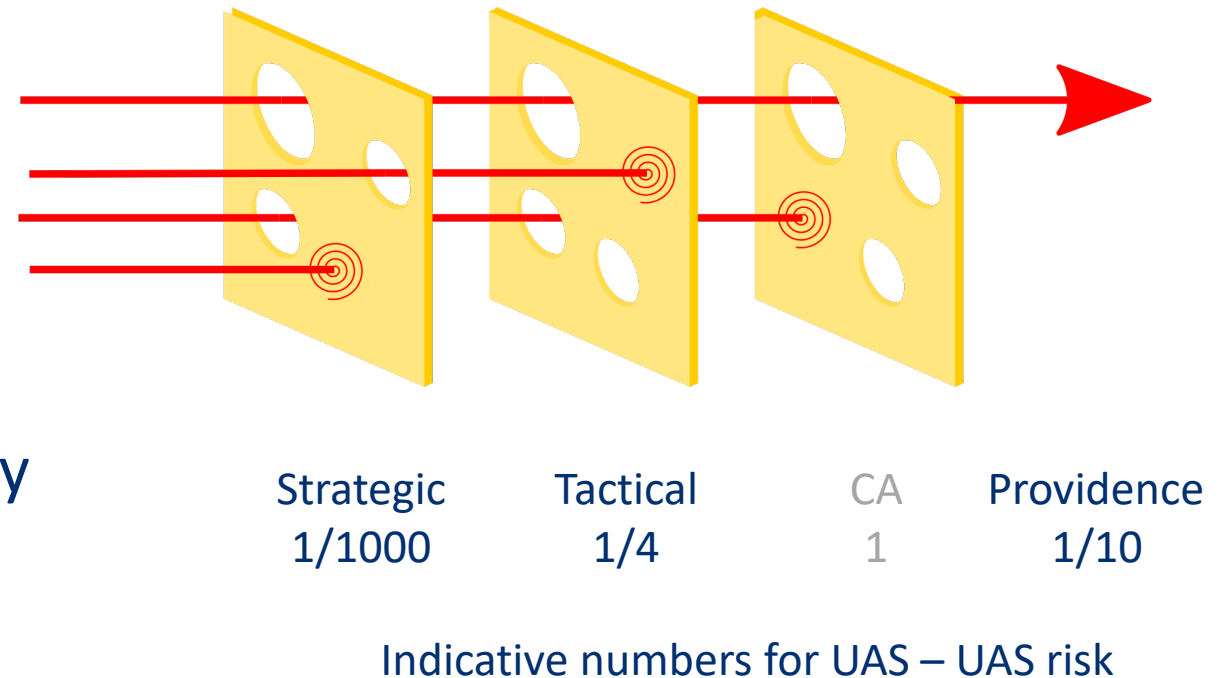 y
Strategic Tactical CA Providence
1/1000 1/4 1 1/10
Indicative numbers for UAS – UAS risk